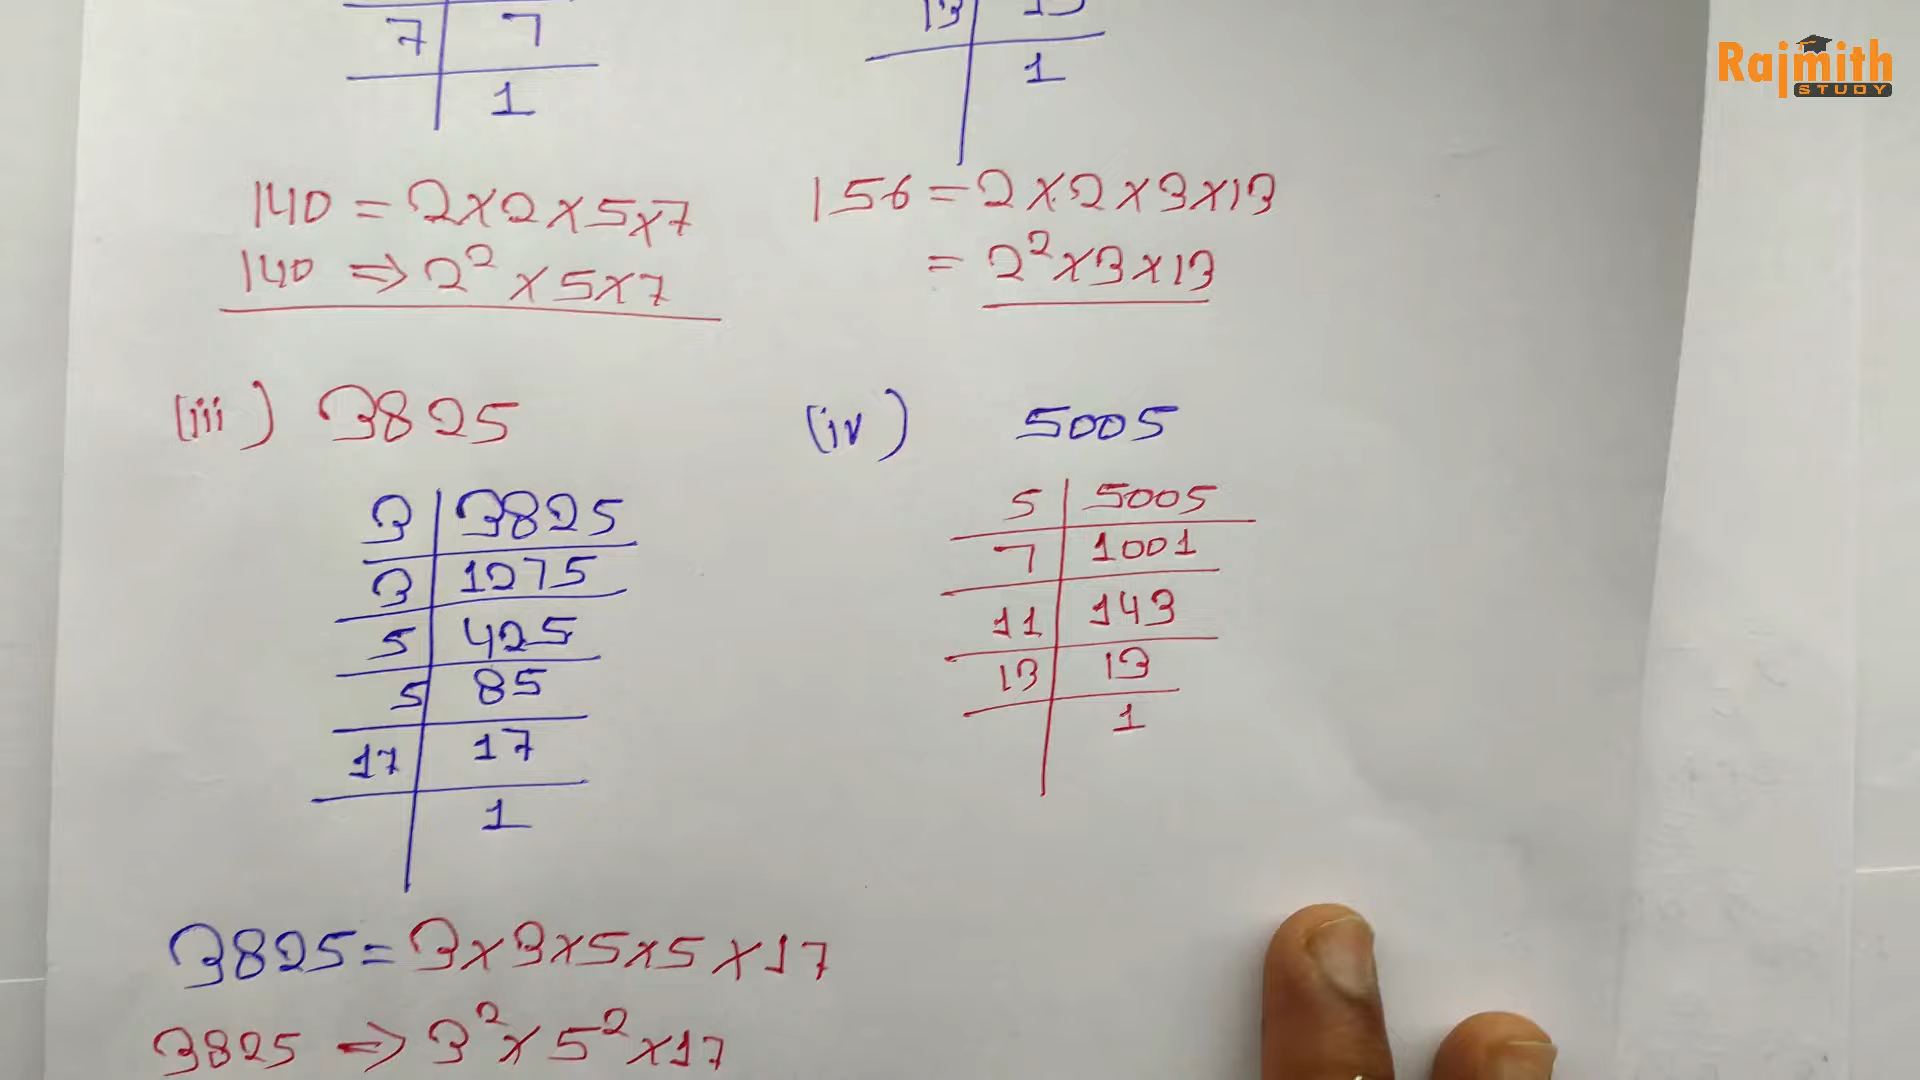 Rajmith
STUDY
7 | 7
1
13
1
140 = 2×2×5×7
140 ⇒ 2² ×5×7
156 = 2×2×3×13
= 2²×3×13
(iii) 3825
3 | 3825
3 | 1275
5 | 425
5 | 85
17 | 17
1
3825 = 3×3×5×5×17
3825 ⇒ 3²×5²×17
(iv) 5005
5 | 5005
7 | 1001
11 | 143
13 | 13
1